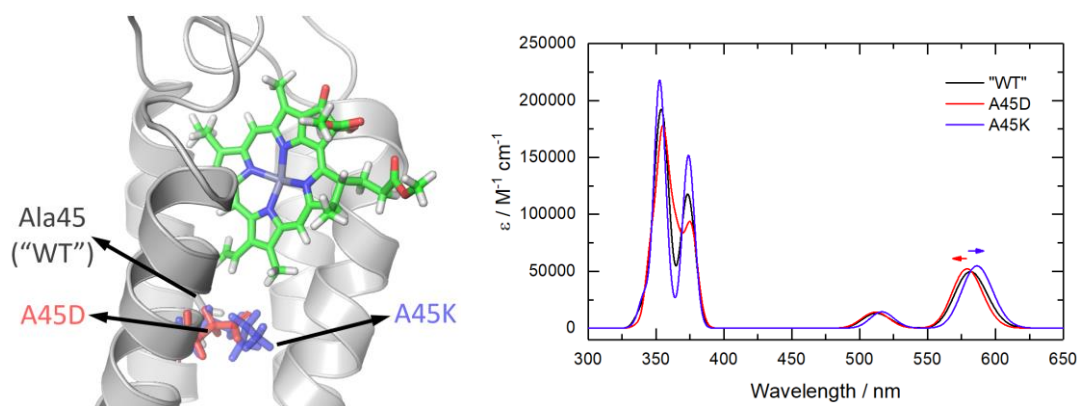 Ala45
("WT")
A45D
A45K
ε / M⁻¹ cm⁻¹
250000
200000
150000
100000
50000
0
"WT"
A45D
A45K
300 350 400 450 500 550 600 650
Wavelength / nm